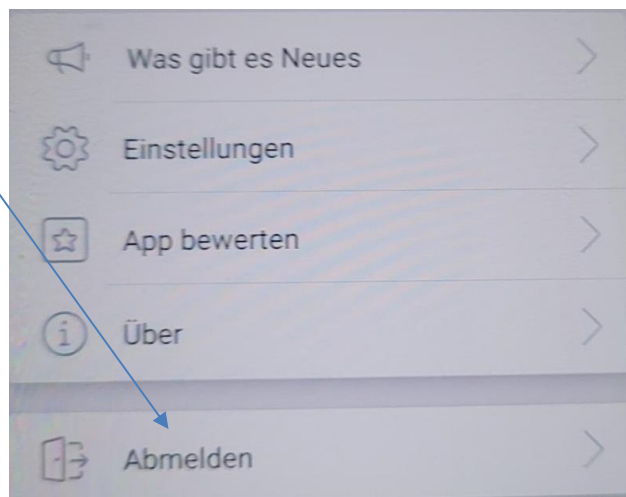 Was gibt es Neues
Einstellungen
App bewerten
Über
Abmelden